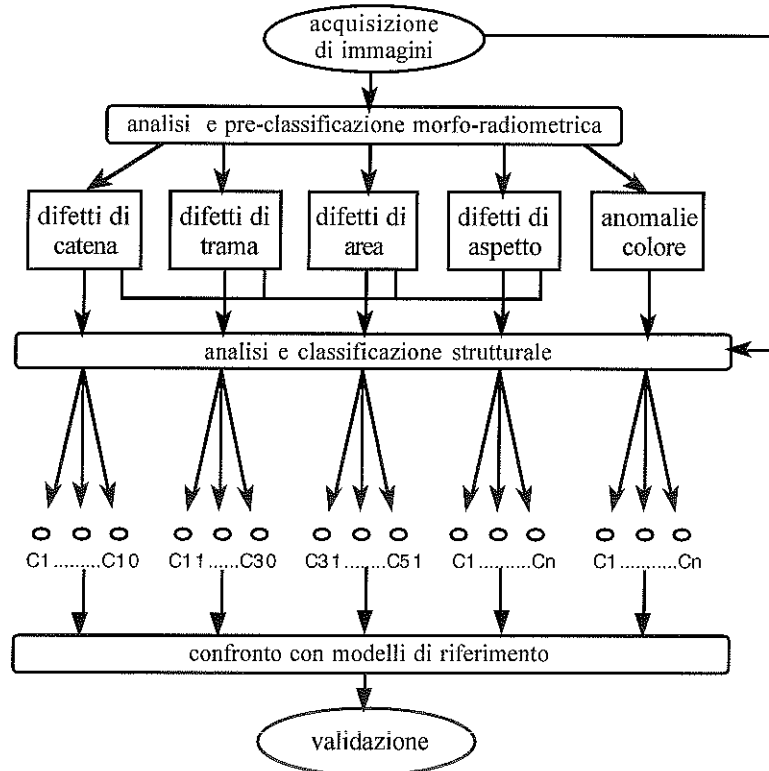 acquisizione
di immagini
analisi e pre-classificazione morfo-radiometrica
difetti di
catena
difetti di
trama
difetti di
area
difetti di
aspetto
anomalie
colore
analisi e classificazione strutturale
O O O
C1.........C10
O O O
C11......C30
O O O
C31.......C51
O O O
C1..........Cn
O O O
C1...........Cn
confronto con modelli di riferimento
validazione